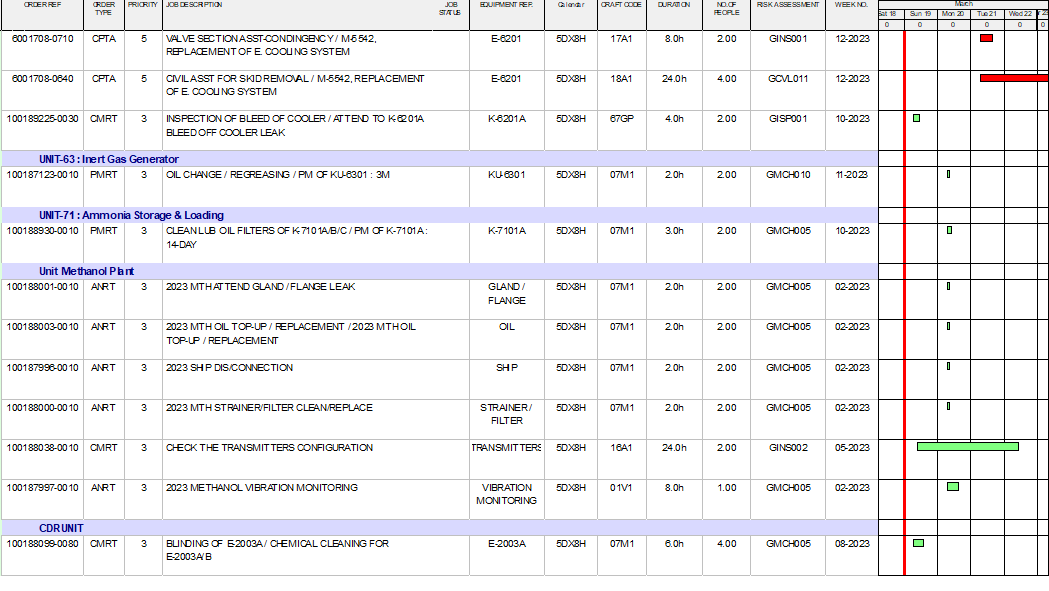 ORDER REF ORDER TYPE PRIORITY JOB DESCRIPTION JOB STATUS EQUIPMENT REF. Calendar CRAFT CODE DURATION NO.OF PEOPLE RISK ASSESSMENT WEEK NO. March
Sat 18 Sun 19 Mon 20 Tue 21 Wed 22
0 0 0 0 0 0
6001708-0710 CPTA 5 VALVE SECTION ASST-CONTINGENCY / M-5542, E-6201 5DX8H 17A1 8.0h 2.00 GINS001 12-2023
REPLACEMENT OF E. COOLING SYSTEM
6001708-0640 CPTA 5 CIVIL ASST FOR SKID REMOVAL / M-5542, REPLACEMENT E-6201 5DX8H 18A1 24.0h 4.00 GCVL011 12-2023
OF E. COOLING SYSTEM
100189225-0030 CMRT 3 INSPECTION OF BLEED OF COOLER / ATTEND TO K-6201A K-6201A 5DX8H 67GP 4.0h 2.00 GISP001 10-2023
BLEED OFF COOLER LEAK
UNIT-63 : Inert Gas Generator
100187123-0010 PMRT 3 OIL CHANGE / REGREASING / PM OF KU-6301 : 3M KU-6301 5DX8H 07M1 2.0h 2.00 GMCH010 11-2023
UNIT-71 : Ammonia Storage & Loading
100188930-0010 PMRT 3 CLEAN LUB OIL FILTERS OF K-7101A/B/C / PM OF K-7101A : K-7101A 5DX8H 07M1 3.0h 2.00 GMCH005 10-2023
14-DAY
Unit Methanol Plant
100188001-0010 ANRT 3 2023 MTH ATTEND GLAND / FLANGE LEAK GLAND / 5DX8H 07M1 2.0h 2.00 GMCH005 02-2023
FLANGE
100188003-0010 ANRT 3 2023 MTH OIL TOP-UP / REPLACEMENT / 2023 MTH OIL OIL 5DX8H 07M1 2.0h 2.00 GMCH005 02-2023
TOP-UP / REPLACEMENT
100187996-0010 ANRT 3 2023 SHIP DIS/CONNECTION SHIP 5DX8H 07M1 2.0h 2.00 GMCH005 02-2023
100188000-0010 ANRT 3 2023 MTH STRAINER/FILTER CLEAN/REPLACE STRAINER / 5DX8H 07M1 2.0h 2.00 GMCH005 02-2023
FILTER
100188038-0010 CMRT 3 CHECK THE TRANSMITTERS CONFIGURATION TRANSMITTERS 5DX8H 16A1 24.0h 2.00 GINS002 05-2023
100187997-0010 ANRT 3 2023 METHANOL VIBRATION MONITORING VIBRATION 5DX8H 01V1 8.0h 1.00 GMCH005 02-2023
MONITORING
CDR UNIT
100188099-0080 CMRT 3 BLINDING OF E-2003A / CHEMICAL CLEANING FOR E-2003A 5DX8H 07M1 6.0h 4.00 GMCH005 08-2023
E-2003A/B